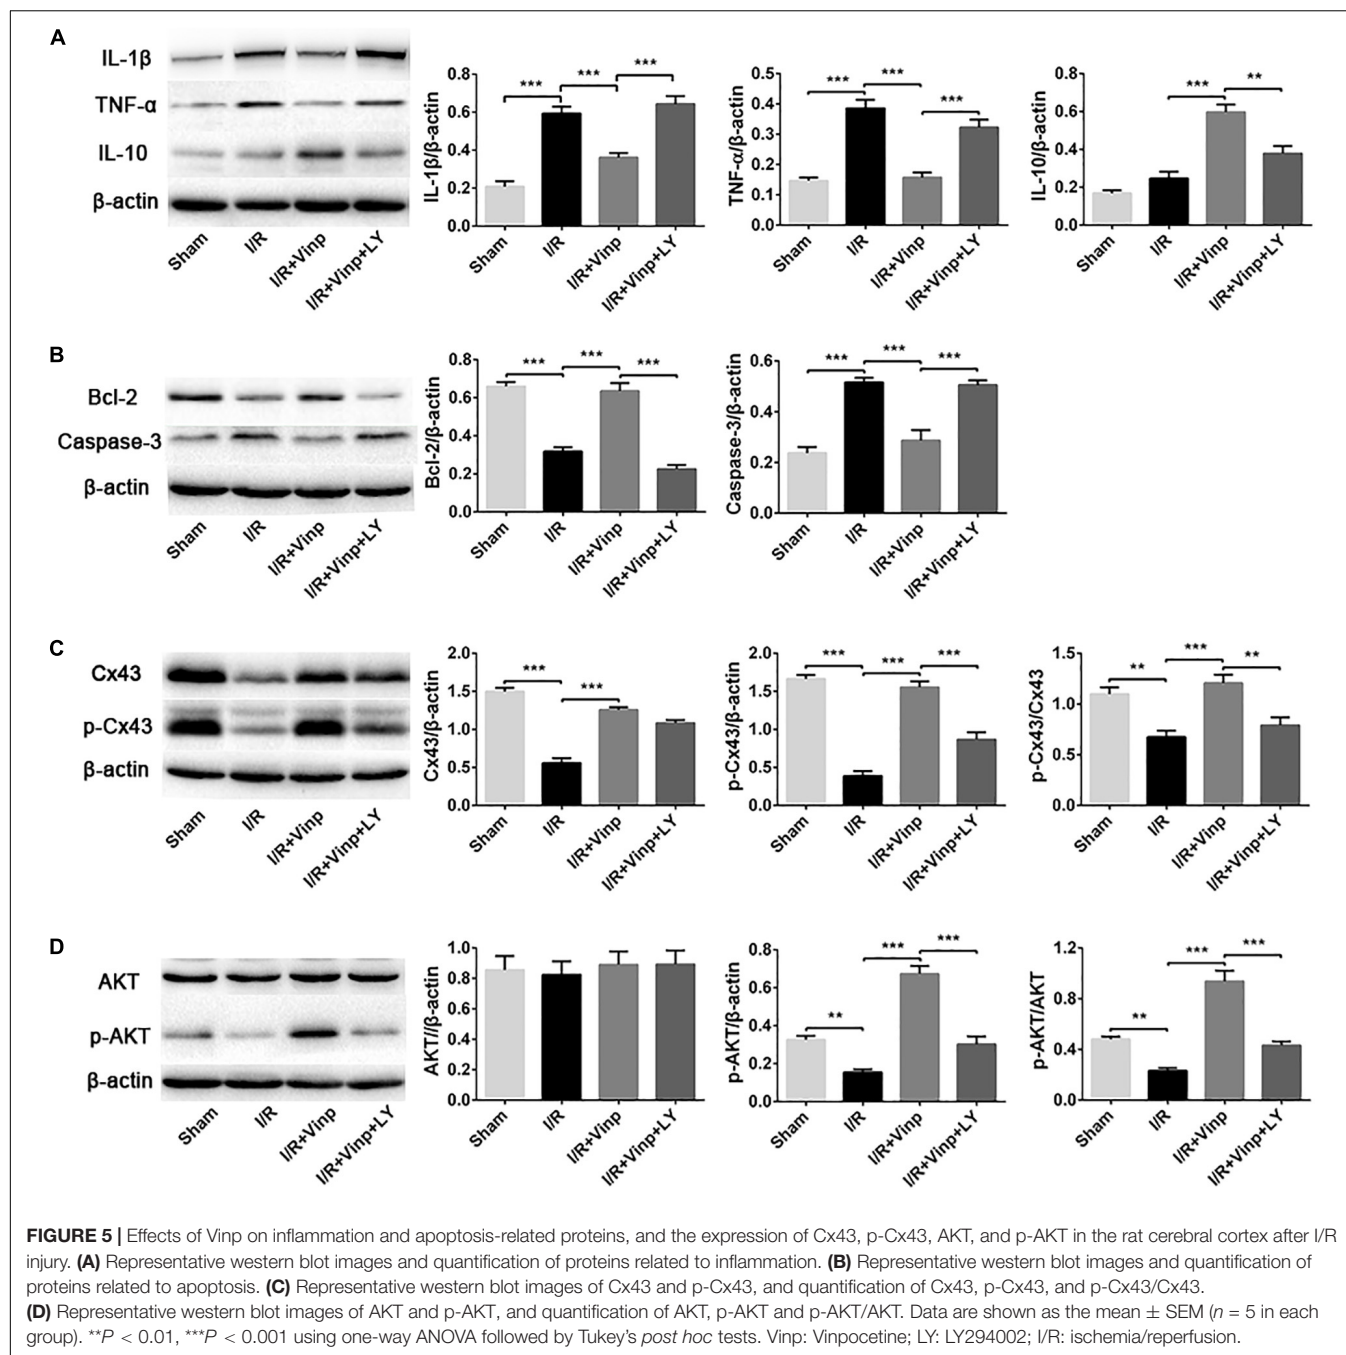 A
IL-1β
TNF-α
IL-10
β-actin
Sham
I/R
I/R+Vinp
I/R+Vinp+LY
IL-1β/β-actin
0.8
0.6
0.4
0.2
0.0
***
***
***
Sham
I/R
I/R+Vinp
I/R+Vinp+LY
TNF-α/β-actin
0.5
0.4
0.3
0.2
0.1
0.0
***
***
***
Sham
I/R
I/R+Vinp
I/R+Vinp+LY
IL-10/β-actin
0.8
0.6
0.4
0.2
0.0
***
**
Sham
I/R
I/R+Vinp
I/R+Vinp+LY
B
Bcl-2
Caspase-3
β-actin
Sham
I/R
I/R+Vinp
I/R+Vinp+LY
Bcl-2/β-actin
0.8
0.6
0.4
0.2
0.0
***
***
***
Sham
I/R
I/R+Vinp
I/R+Vinp+LY
Caspase-3/β-actin
0.6
0.4
0.2
0.0
***
***
***
Sham
I/R
I/R+Vinp
I/R+Vinp+LY
C
Cx43
p-Cx43
β-actin
Sham
I/R
I/R+Vinp
I/R+Vinp+LY
Cx43/β-actin
2.0
1.5
1.0
0.5
0.0
***
***
Sham
I/R
I/R+Vinp
I/R+Vinp+LY
p-Cx43/β-actin
2.0
1.5
1.0
0.5
0.0
***
***
***
Sham
I/R
I/R+Vinp
I/R+Vinp+LY
p-Cx43/Cx43
1.5
1.0
0.5
0.0
**
***
**
Sham
I/R
I/R+Vinp
I/R+Vinp+LY
D
AKT
p-AKT
β-actin
Sham
I/R
I/R+Vinp
I/R+Vinp+LY
AKT//β-actin
1.0
0.8
0.6
0.4
0.2
0.0
Sham
I/R
I/R+Vinp
I/R+Vinp+LY
p-AKT/β-actin
0.8
0.6
0.4
0.2
0.0
**
***
***
Sham
I/R
I/R+Vinp
I/R+Vinp+LY
p-AKT/AKT
1.2
0.8
0.4
0.0
**
***
***
Sham
I/R
I/R+Vinp
I/R+Vinp+LY
FIGURE 5 | Effects of Vinp on inflammation and apoptosis-related proteins, and the expression of Cx43, p-Cx43, AKT, and p-AKT in the rat cerebral cortex after I/R
injury. (A) Representative western blot images and quantification of proteins related to inflammation. (B) Representative western blot images and quantification of
proteins related to apoptosis. (C) Representative western blot images of Cx43 and p-Cx43, and quantification of Cx43, p-Cx43, and p-Cx43/Cx43.
(D) Representative western blot images of AKT and p-AKT, and quantification of AKT, p-AKT and p-AKT/AKT. Data are shown as the mean ± SEM (n = 5 in each
group). **P < 0.01, ***P < 0.001 using one-way ANOVA followed by Tukey's post hoc tests. Vinp: Vinpocetine; LY: LY294002; I/R: ischemia/reperfusion.